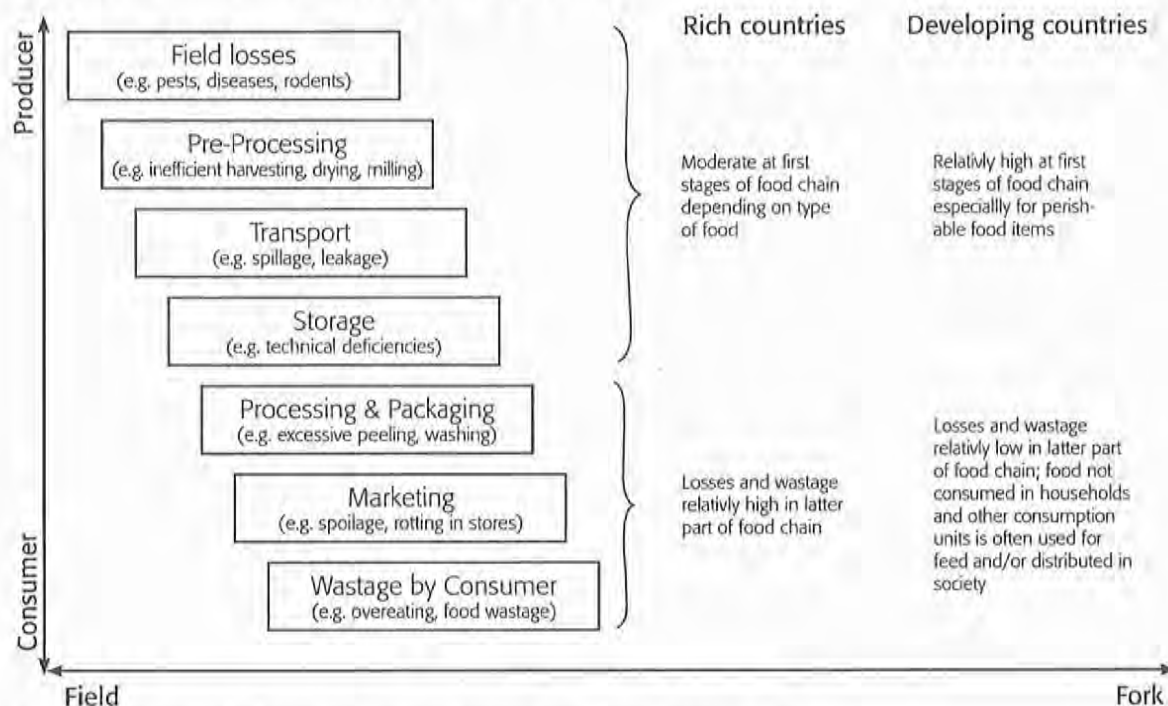 Rich countries
Developing countries
Producer
Field losses
(e.g. pests, diseases, rodents)
Pre-Processing
(e.g. inefficient harvesting, drying, milling)
Transport
(e.g. spillage, leakage)
Storage
(e.g. technical deficiencies)
Moderate at first
stages of food chain
depending on type
of food
Relativly high at first
stages of food chain
especiallly for perish-
able food items
Processing & Packaging
(e.g. excessive peeling, washing)
Marketing
(e.g. spoilage, rotting in stores)
Wastage by Consumer
(e.g. overeating, food wastage)
Losses and wastage
relativly high in latter
part of food chain
Losses and wastage
relativly low in latter part
of food chain; food not
consumed in households
and other consumption
units is often used for
feed and/or distributed in
society
Consumer
Field
Fork